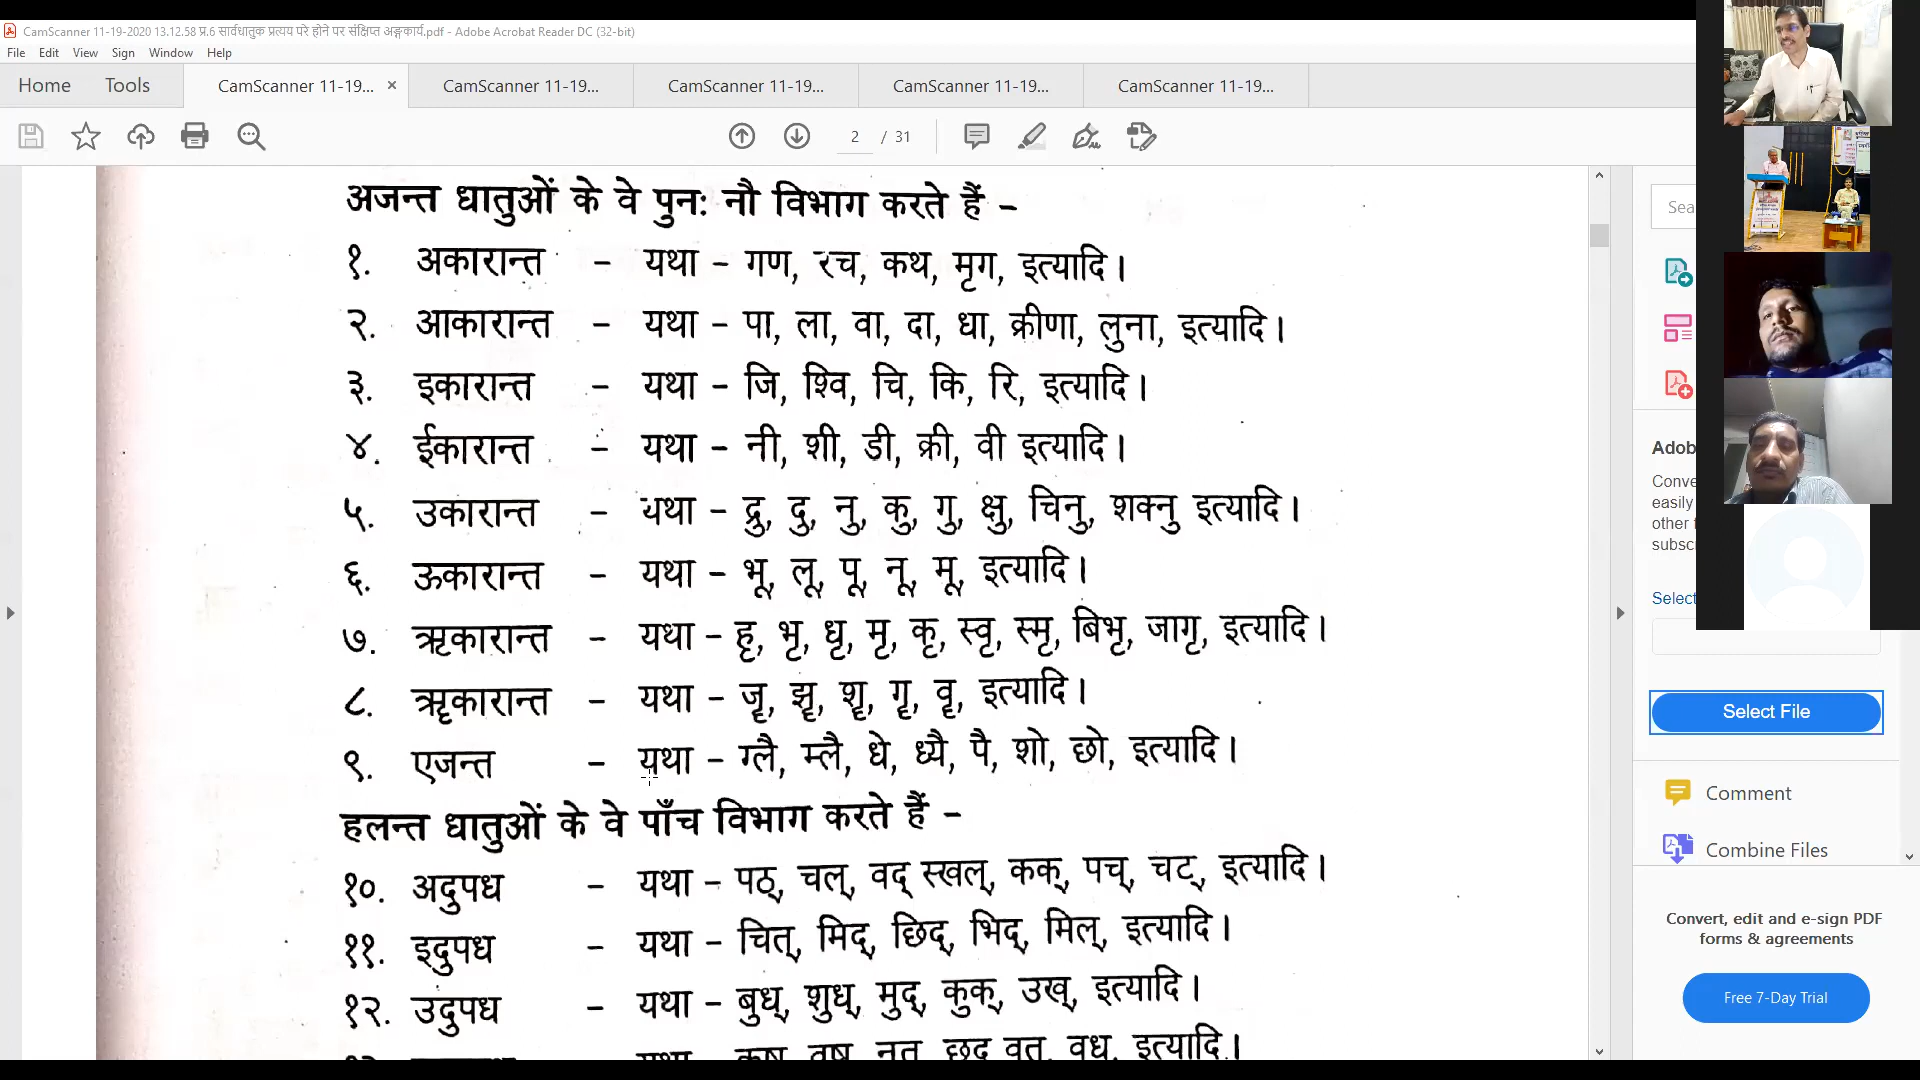 CamScanner 11-19-2020 13.12.58 प्र.6 सार्वधातुक प्रत्यय परे होने पर संक्षिप्त अङ्गकार्य.pdf - Adobe Acrobat Reader DC (32-bit)
File Edit View Sign Window Help
Home Tools CamScanner 11-19... × CamScanner 11-19... CamScanner 11-19... CamScanner 11-19... CamScanner 11-19...
2 / 31
अजन्त धातुओं के वे पुनः नौ विभाग करते हैं -
१. अकारान्त - यथा - गण, रच, कथ, मृग, इत्यादि।
२. आकारान्त - यथा - पा, ला, वा, दा, धा, क्रीणा, लुना, इत्यादि।
३. इकारान्त - यथा - जि, श्वि, चि, कि, रि, इत्यादि।
४. ईकारान्त - यथा - नी, शी, डी, क्री, वी इत्यादि।
५. उकारान्त - यथा - द्रु, दु, नु, कु, गु, क्षु, चिनु, शक्नु इत्यादि।
६. ऊकारान्त - यथा - भू, लू, पू, नू, मू, इत्यादि।
७. ऋकारान्त - यथा - हृ, भृ, धृ, मृ, कृ, स्वृ, स्मृ, बिभृ, जागृ, इत्यादि।
८. ॠकारान्त - यथा - जॄ, झॄ, शॄ, गॄ, वॄ, इत्यादि।
९. एजन्त - यथा - ग्लै, म्लै, धे, ध्यै, पै, शो, छो, इत्यादि।
हलन्त धातुओं के वे पाँच विभाग करते हैं -
१०. अदुपध - यथा - पठ्, चल्, वद् स्खल्, कक्, पच्, चट्, इत्यादि।
११. इदुपध - यथा - चित्, मिद्, छिद्, भिद्, मिल्, इत्यादि।
१२. उदुपध - यथा - बुध्, शुध्, मुद्, कुक्, उख्, इत्यादि।
Sea
Adob
Conve
easily
other
subsc
Select
Select File
Comment
Combine Files
Convert, edit and e-sign PDF
forms & agreements
Free 7-Day Trial